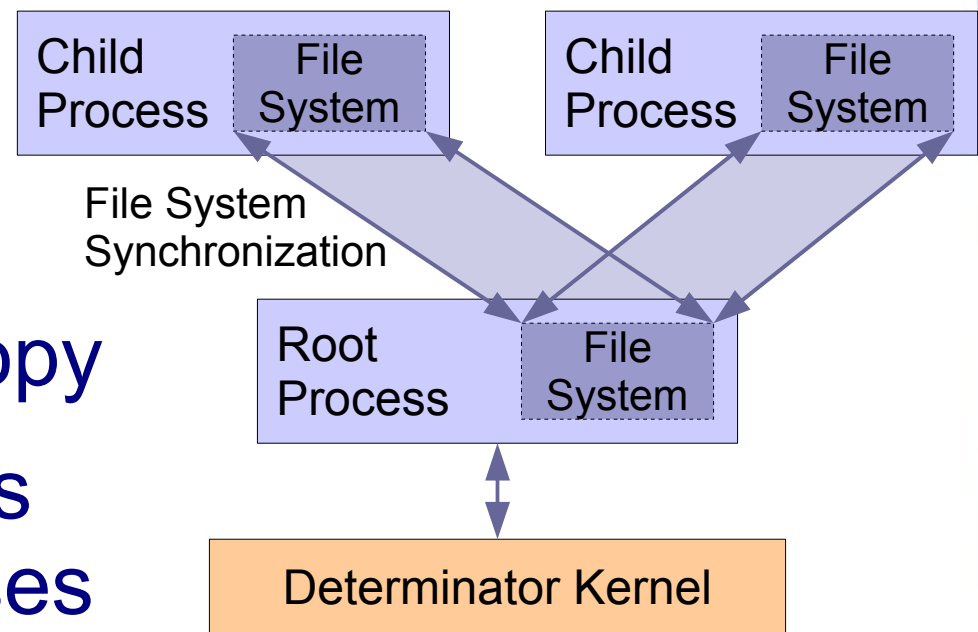 Child
Process
File
System
Child
Process
File
System
File System
Synchronization
Root
Process
File
System
Determinator Kernel